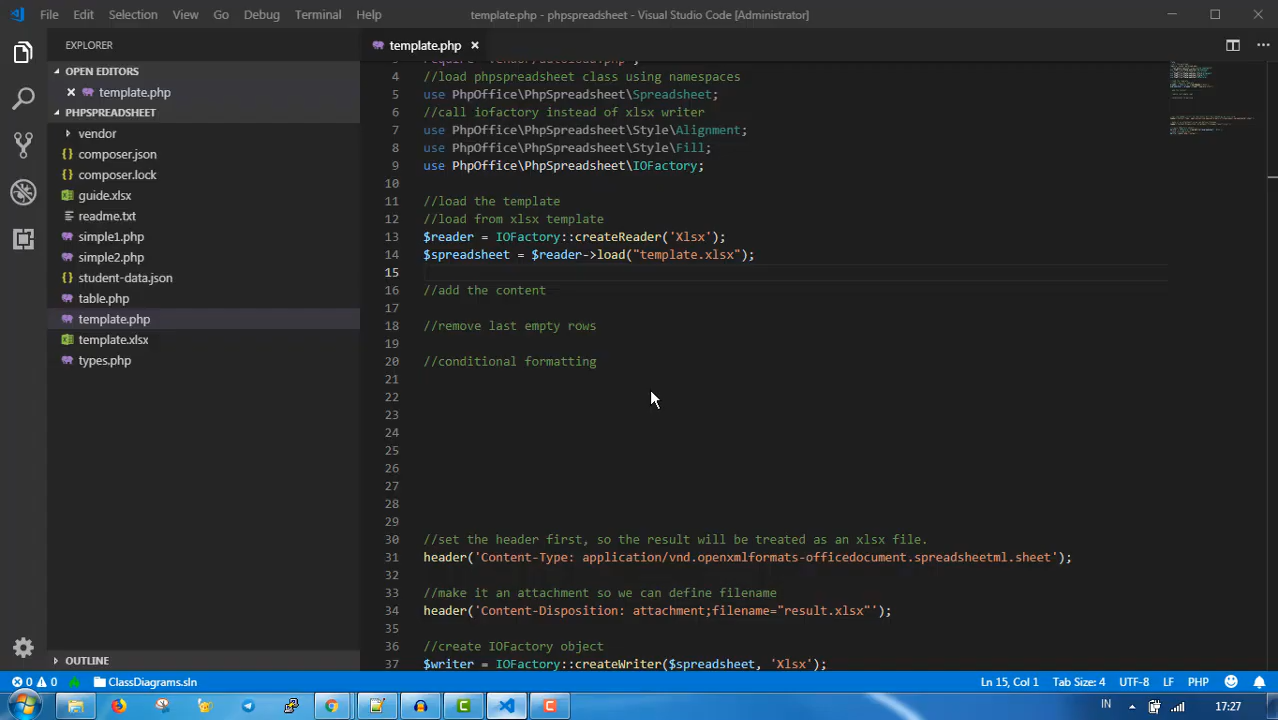 File Edit Selection View Go Debug Terminal Help
template.php - phpspreadsheet - Visual Studio Code [Administrator]
EXPLORER
OPEN EDITORS
template.php
PHPSPREADSHEET
vendor
composer.json
composer.lock
guide.xlsx
readme.txt
simple1.php
simple2.php
student-data.json
table.php
template.php
template.xlsx
types.php
OUTLINE
template.php
4 //load phpspreadsheet class using namespaces
5 use PhpOffice\PhpSpreadsheet\Spreadsheet;
6 //call iofactory instead of xlsx writer
7 use PhpOffice\PhpSpreadsheet\Style\Alignment;
8 use PhpOffice\PhpSpreadsheet\Style\Fill;
9 use PhpOffice\PhpSpreadsheet\IOFactory;
10
11 //load the template
12 //load from xlsx template
13 $reader = IOFactory::createReader('Xlsx');
14 $spreadsheet = $reader->load("template.xlsx");
15
16 //add the content
17
18 //remove last empty rows
19
20 //conditional formatting
21
22
23
24
25
26
27
28
29
30 //set the header first, so the result will be treated as an xlsx file.
31 header('Content-Type: application/vnd.openxmlformats-officedocument.spreadsheetml.sheet');
32
33 //make it an attachment so we can define filename
34 header('Content-Disposition: attachment;filename="result.xlsx"');
35
36 //create IOFactory object
37 $writer = IOFactory::createWriter($spreadsheet, 'Xlsx');
0 0 ClassDiagrams.sln
Ln 15, Col 1 Tab Size: 4 UTF-8 LF PHP
IN 17:27